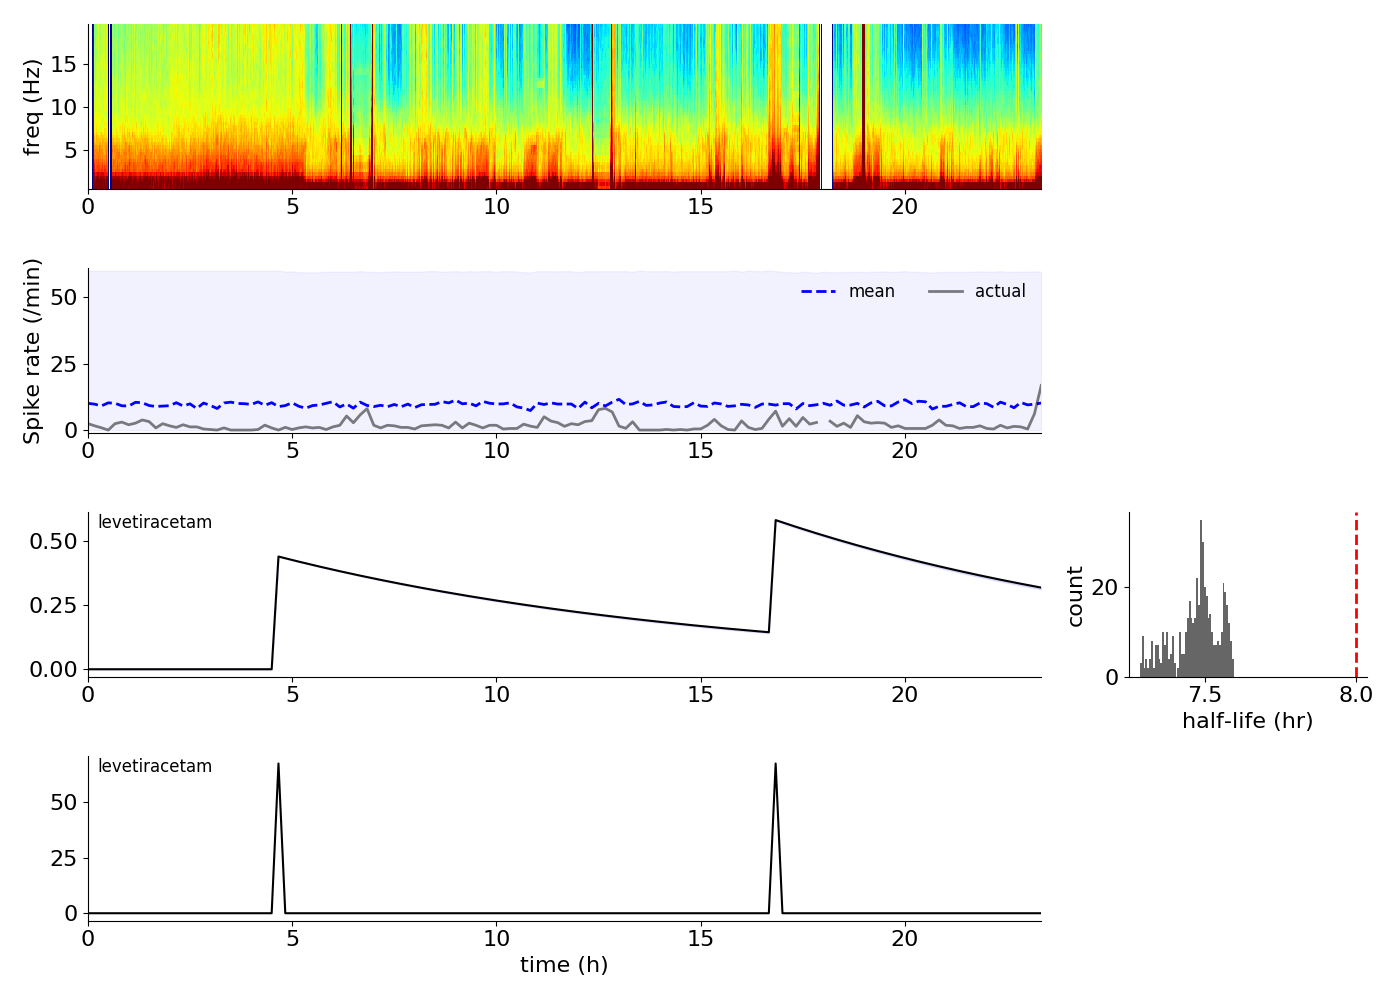 freq (Hz)
15
10
5
0 5 10 15 20
Spike rate (/min)
50
25
0
mean actual
0 5 10 15 20
levetiracetam
0.50
0.25
0.00
0 5 10 15 20
count
20
0
7.5 8.0
half-life (hr)
levetiracetam
50
25
0
0 5 10 15 20
time (h)